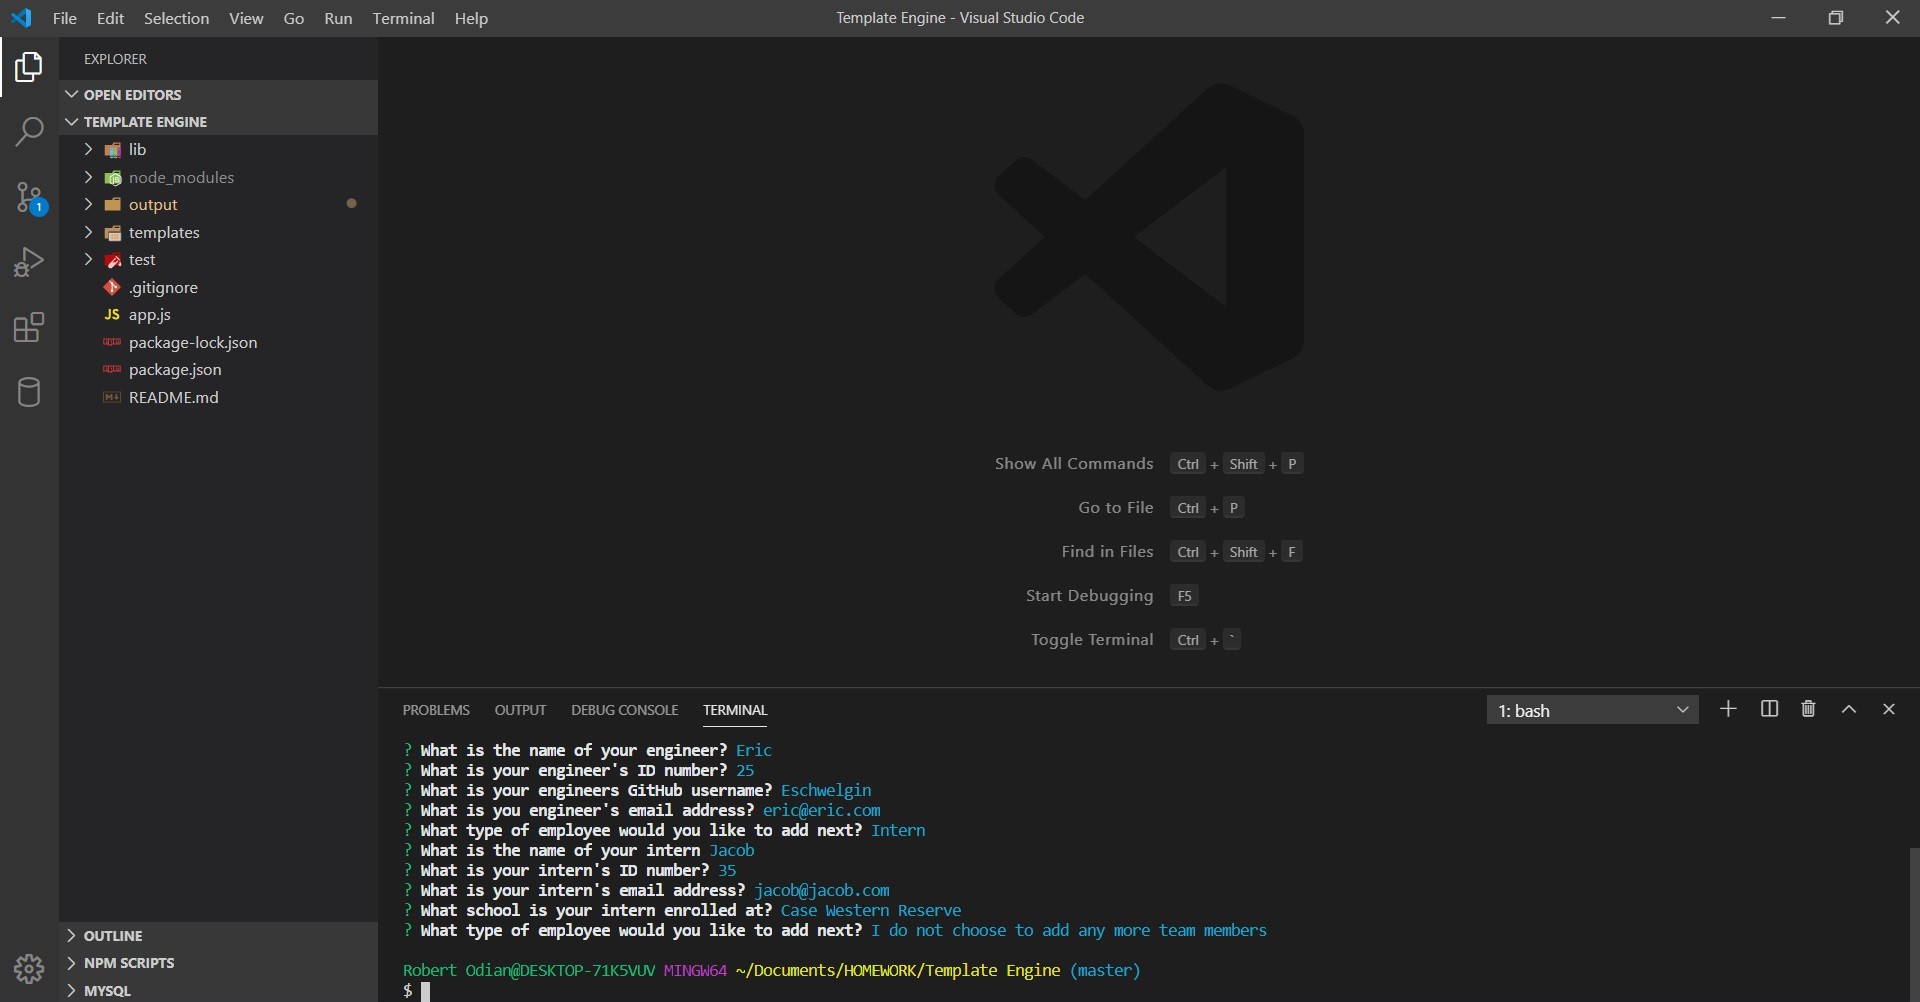 File Edit Selection View Go Run Terminal Help
Template Engine - Visual Studio Code
EXPLORER
OPEN EDITORS
TEMPLATE ENGINE
lib
node_modules
output
templates
test
.gitignore
JS app.js
package-lock.json
package.json
README.md
1
OUTLINE
NPM SCRIPTS
MYSQL
Show All Commands Ctrl + Shift + P
Go to File Ctrl + P
Find in Files Ctrl + Shift + F
Start Debugging F5
Toggle Terminal Ctrl + `
PROBLEMS OUTPUT DEBUG CONSOLE TERMINAL
1: bash
? What is the name of your engineer? Eric
? What is your engineer's ID number? 25
? What is your engineers GitHub username? Eschwelgin
? What is you engineer's email address? eric@eric.com
? What type of employee would you like to add next? Intern
? What is the name of your intern Jacob
? What is your intern's ID number? 35
? What is your intern's email address? jacob@jacob.com
? What school is your intern enrolled at? Case Western Reserve
? What type of employee would you like to add next? I do not choose to add any more team members
Robert Odian@DESKTOP-71K5VUV MINGW64 ~/Documents/HOMEWORK/Template Engine (master)
$